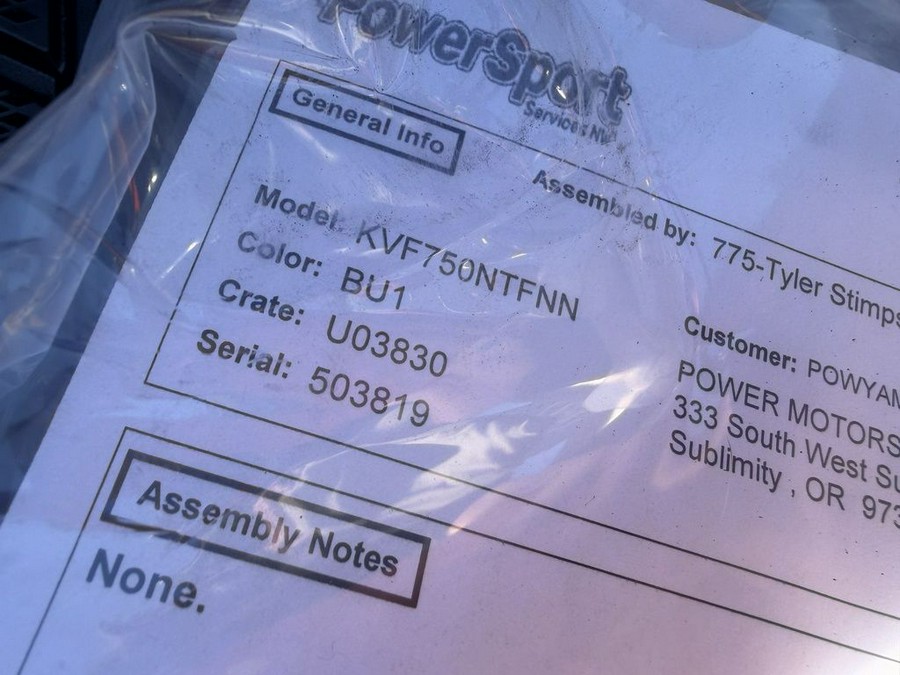 PowerSport
Services NW
General Info
Model: KVF750NTFNN
Color: BU1
Crate: U03830
Serial: 503819
Assembled by: 775-Tyler Stimps
Customer: POWYAM
POWER MOTORS
333 South West Su
Sublimity , OR 973
Assembly Notes
None.